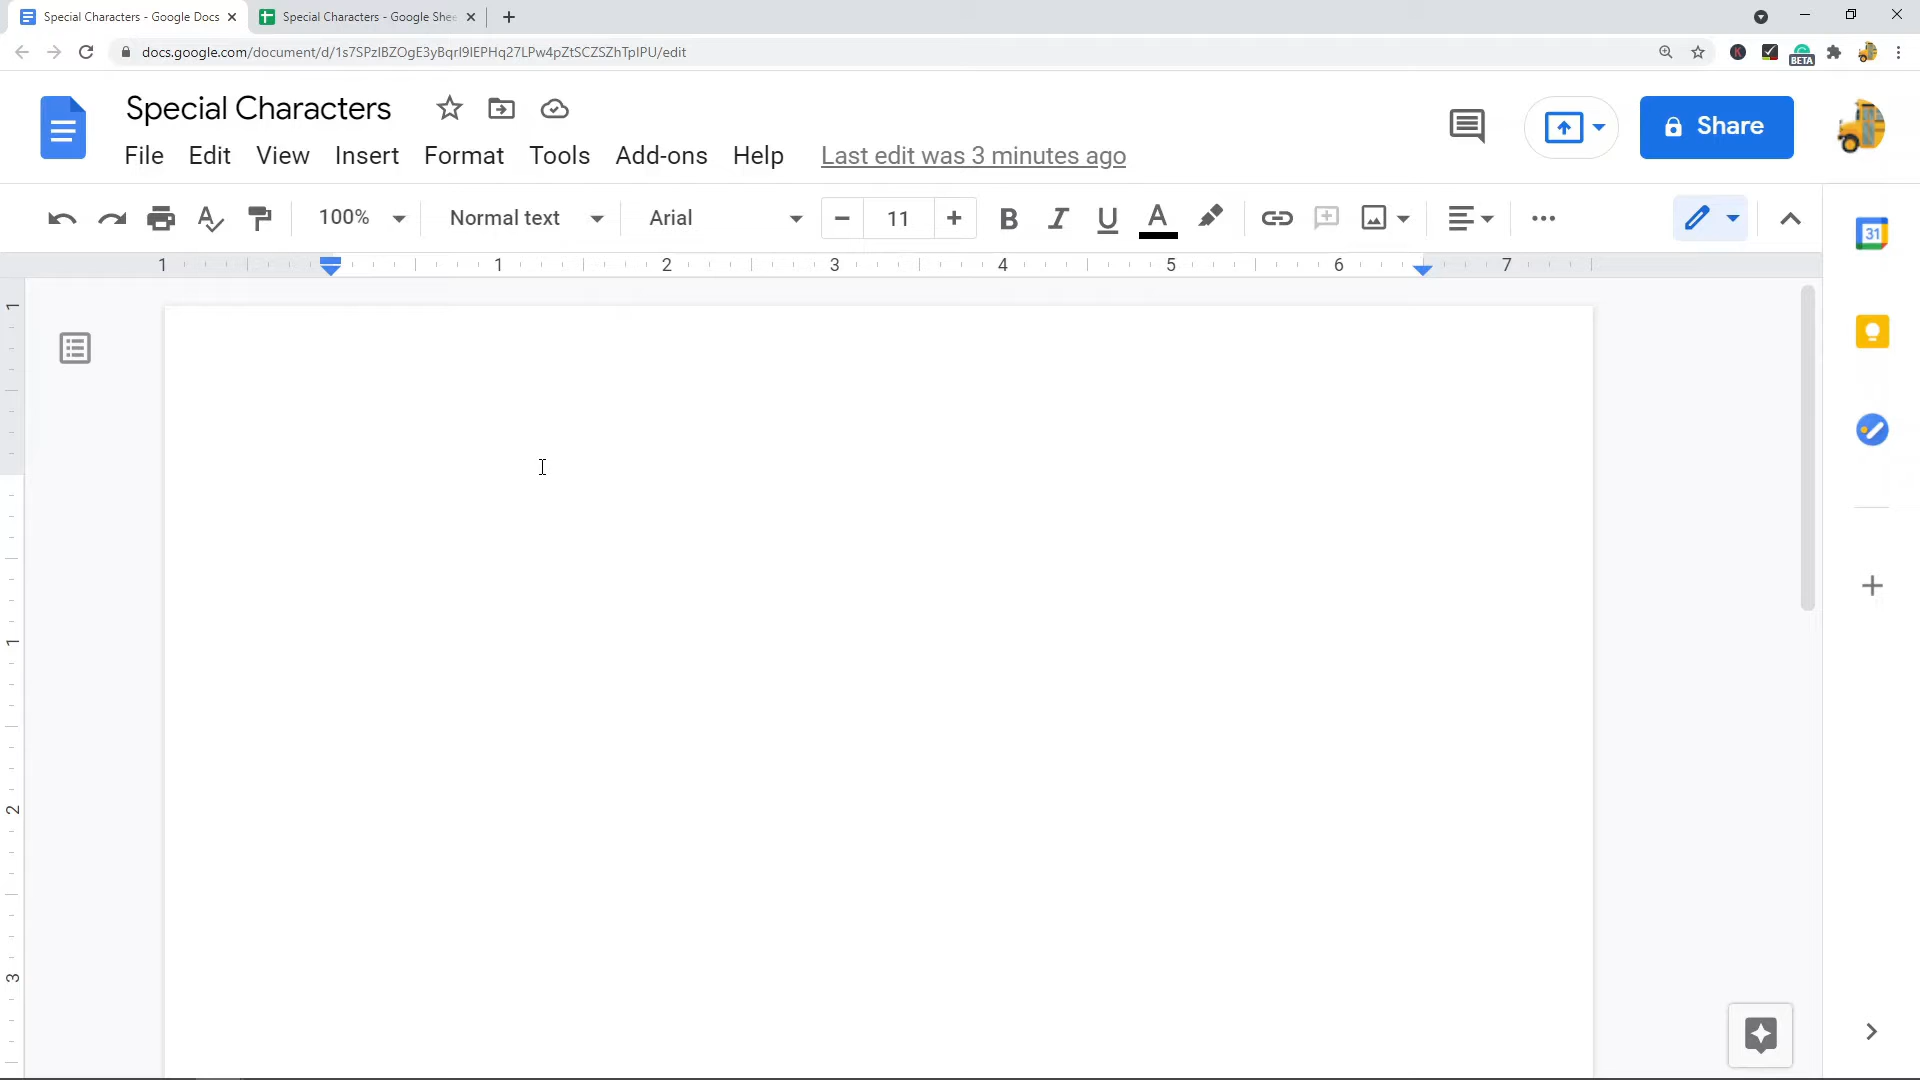 Special Characters - Google Docs
Special Characters - Google Shee
docs.google.com/document/d/1s7SPzIBZOgE3yBqrI9IEPHq27LPw4pZtSCZSZhTpIPU/edit
BETA
Special Characters
File Edit View Insert Format Tools Add-ons Help Last edit was 3 minutes ago
Share
100% Normal text Arial 11 B I U A
31
1 1 2 3 4 5 6 7
1
1
2
3